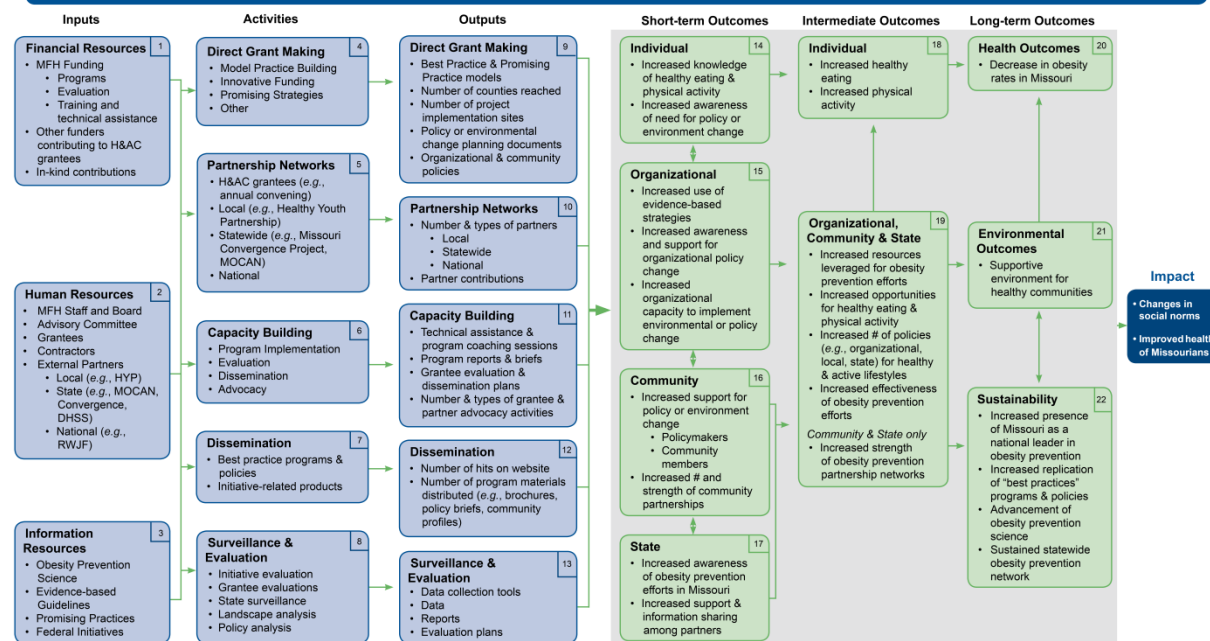 Inputs
Activities
Outputs
Short-term Outcomes
Intermediate Outcomes
Long-term Outcomes
Financial Resources
1
• MFH Funding
• Programs
• Evaluation
• Training and
technical assistance
• Other funders
contributing to H&AC
grantees
• In-kind contributions
Human Resources
2
• MFH Staff and Board
• Advisory Committee
• Grantees
• Contractors
• External Partners
• Local (e.g., HYP)
• State (e.g., MOCAN,
Convergence,
DHSS)
• National (e.g.,
RWJF)
Information
Resources
3
• Obesity Prevention
Science
• Evidence-based
Guidelines
• Promising Practices
• Federal Initiatives
Direct Grant Making
4
• Model Practice Building
• Innovative Funding
• Promising Strategies
• Other
Partnership Networks
5
• H&AC grantees (e.g.,
annual convening)
• Local (e.g., Healthy Youth
Partnership)
• Statewide (e.g., Missouri
Convergence Project,
MOCAN)
• National
Capacity Building
6
• Program Implementation
• Evaluation
• Dissemination
• Advocacy
Dissemination
7
• Best practice programs &
policies
• Initiative-related products
Surveillance &
Evaluation
8
• Initiative evaluation
• Grantee evaluations
• State surveillance
• Landscape analysis
• Policy analysis
Direct Grant Making
9
• Best Practice & Promising
Practice models
• Number of counties reached
• Number of project
implementation sites
• Policy or environmental
change planning documents
• Organizational & community
policies
Partnership Networks
10
• Number & types of partners
• Local
• Statewide
• National
• Partner contributions
Capacity Building
11
• Technical assistance &
program coaching sessions
• Program reports & briefs
• Grantee evaluation &
dissemination plans
• Number & types of grantee &
partner advocacy activities
Dissemination
12
• Number of hits on website
• Number of program materials
distributed (e.g., brochures,
policy briefs, community
profiles)
Surveillance &
Evaluation
13
• Data collection tools
• Data
• Reports
• Evaluation plans
Individual
14
• Increased knowledge
of healthy eating &
physical activity
• Increased awareness
of need for policy or
environment change
Organizational
15
• Increased use of
evidence-based
strategies
• Increased awareness
and support for
organizational policy
change
• Increased
organizational
capacity to implement
environmental or policy
change
Community
16
• Increased support for
policy or environment
change
• Policymakers
• Community
members
• Increased # and
strength of community
partnerships
State
17
• Increased awareness
of obesity prevention
efforts in Missouri
• Increased support &
information sharing
among partners
Individual
18
• Increased healthy
eating
• Increased physical
activity
Organizational,
Community & State
19
• Increased resources
leveraged for obesity
prevention efforts
• Increased opportunities
for healthy eating &
physical activity
• Increased # of policies
(e.g., organizational,
local, state) for healthy
& active lifestyles
• Increased effectiveness
of obesity prevention
efforts
Community & State only
• Increased strength
of obesity prevention
partnership networks
Health Outcomes
20
• Decrease in obesity
rates in Missouri
Environmental
Outcomes
21
• Supportive
environment for
healthy communities
Sustainability
22
• Increased presence
of Missouri as a
national leader in
obesity prevention
• Increased replication
of “best practices”
programs & policies
• Advancement of
obesity prevention
science
• Sustained statewide
obesity prevention
network
Impact
• Changes in
social norms
• Improved health
of Missourians